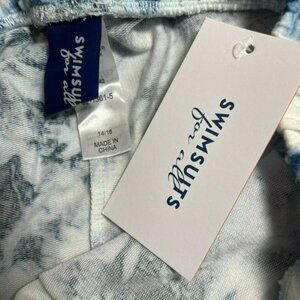 SWIMSUITS
for all
14/16
MADE IN
CHINA
SWIMSUITS
for all